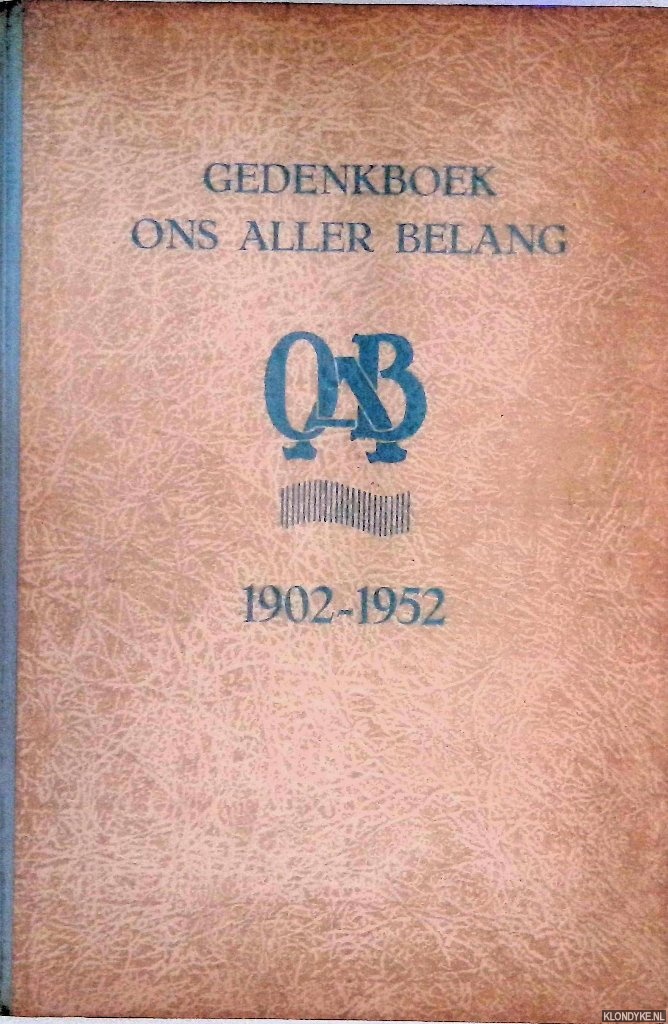 GEDENKBOEK
ONS ALLER BELANG
OAB
1902-1952
KLONDYKE.NL